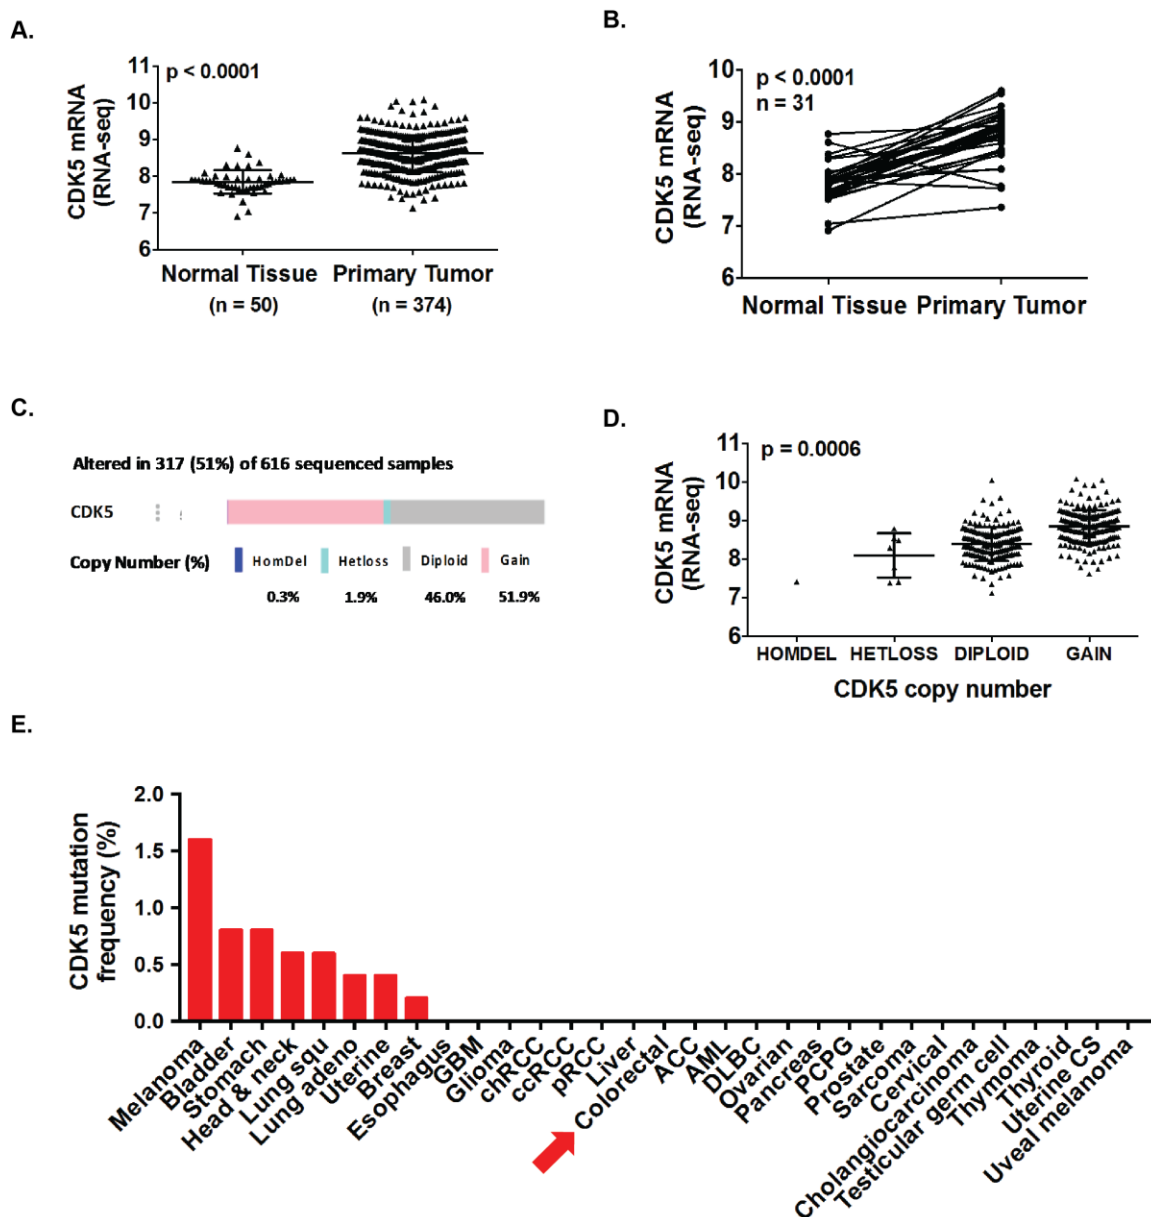 A.
CDK5 mRNA
(RNA-seq)
11
10
9
8
7
6
p < 0.0001
Normal Tissue
Primary Tumor
(n = 50)
(n = 374)
B.
CDK5 mRNA
(RNA-seq)
10
9
8
7
6
p < 0.0001
n = 31
Normal Tissue
Primary Tumor
C.
Altered in 317 (51%) of 616 sequenced samples
CDK5
Copy Number (%)
HomDel
Hetloss
Diploid
Gain
0.3%
1.9%
46.0%
51.9%
D.
CDK5 mRNA
(RNA-seq)
11
10
9
8
7
6
p = 0.0006
HOMDEL
HETLOSS
DIPLOID
GAIN
CDK5 copy number
E.
CDK5 mutation
frequency (%)
2.0
1.5
1.0
0.5
0.0
Melanoma
Bladder
Stomach
Head & neck
Lung squ
Lung adeno
Uterine
Breast
Esophagus
GBM
Glioma
chRCC
ccRCC
pRCC
Liver
Colorectal
ACC
AML
DLBC
Ovarian
Pancreas
PCPG
Prostate
Sarcoma
Cervical
Cholangiocarcinoma
Testicular germ cell
Thymoma
Thyroid
Uterine CS
Uveal melanoma